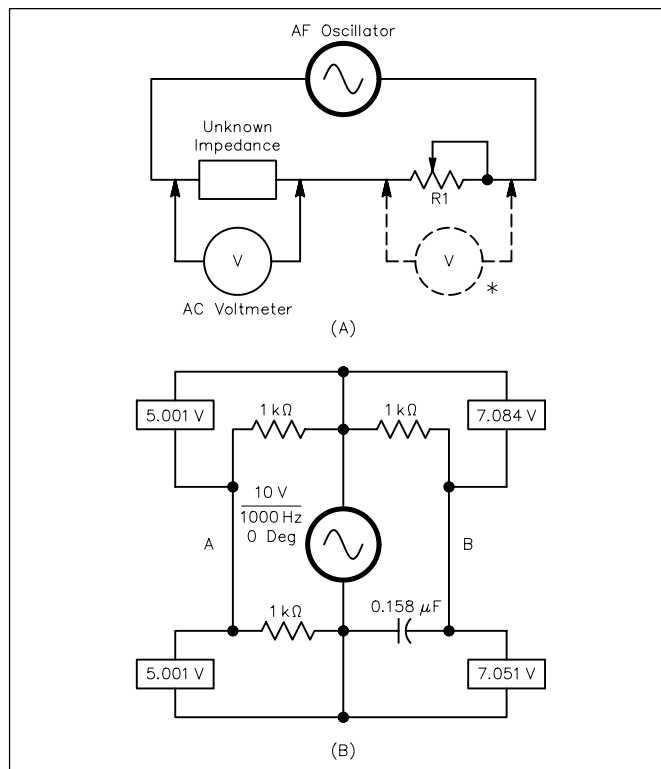 AF Oscillator
Unknown
Impedance
R1
V
V
*
AC Voltmeter
(A)
1 kΩ
1 kΩ
5.001 V
7.084 V
10 V
1000 Hz
0 Deg
A
B
1 kΩ
0.158 µF
5.001 V
7.051 V
(B)